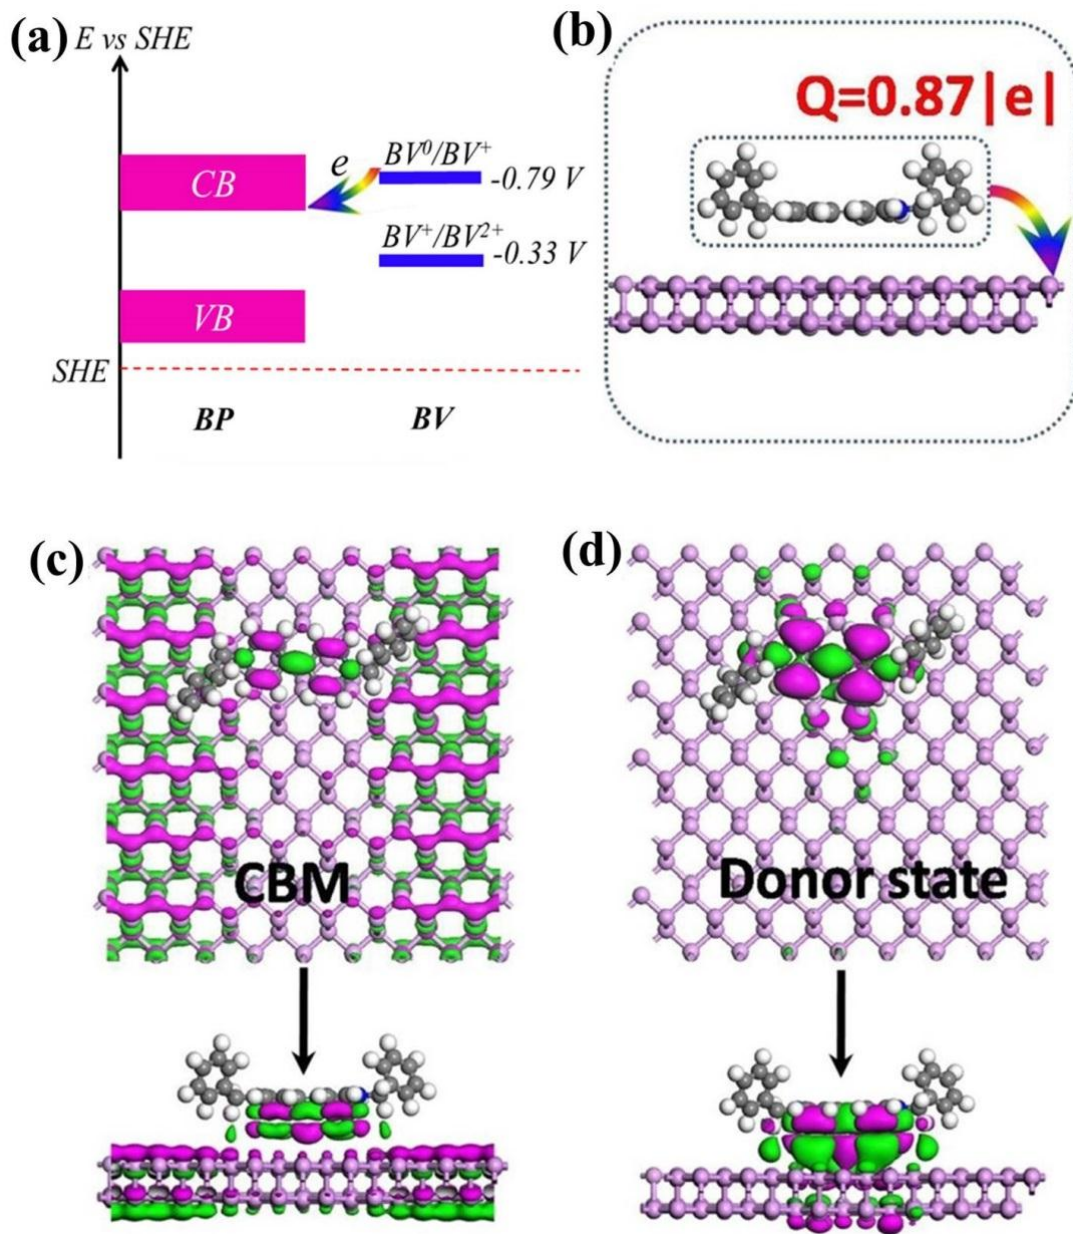 (a) E vs SHE
CB
e
BV⁰/BV⁺
-0.79 V
BV⁺/BV²⁺
-0.33 V
VB
SHE
BP BV
(b)
Q=0.87|e|
(c)
CBM
(d)
Donor state